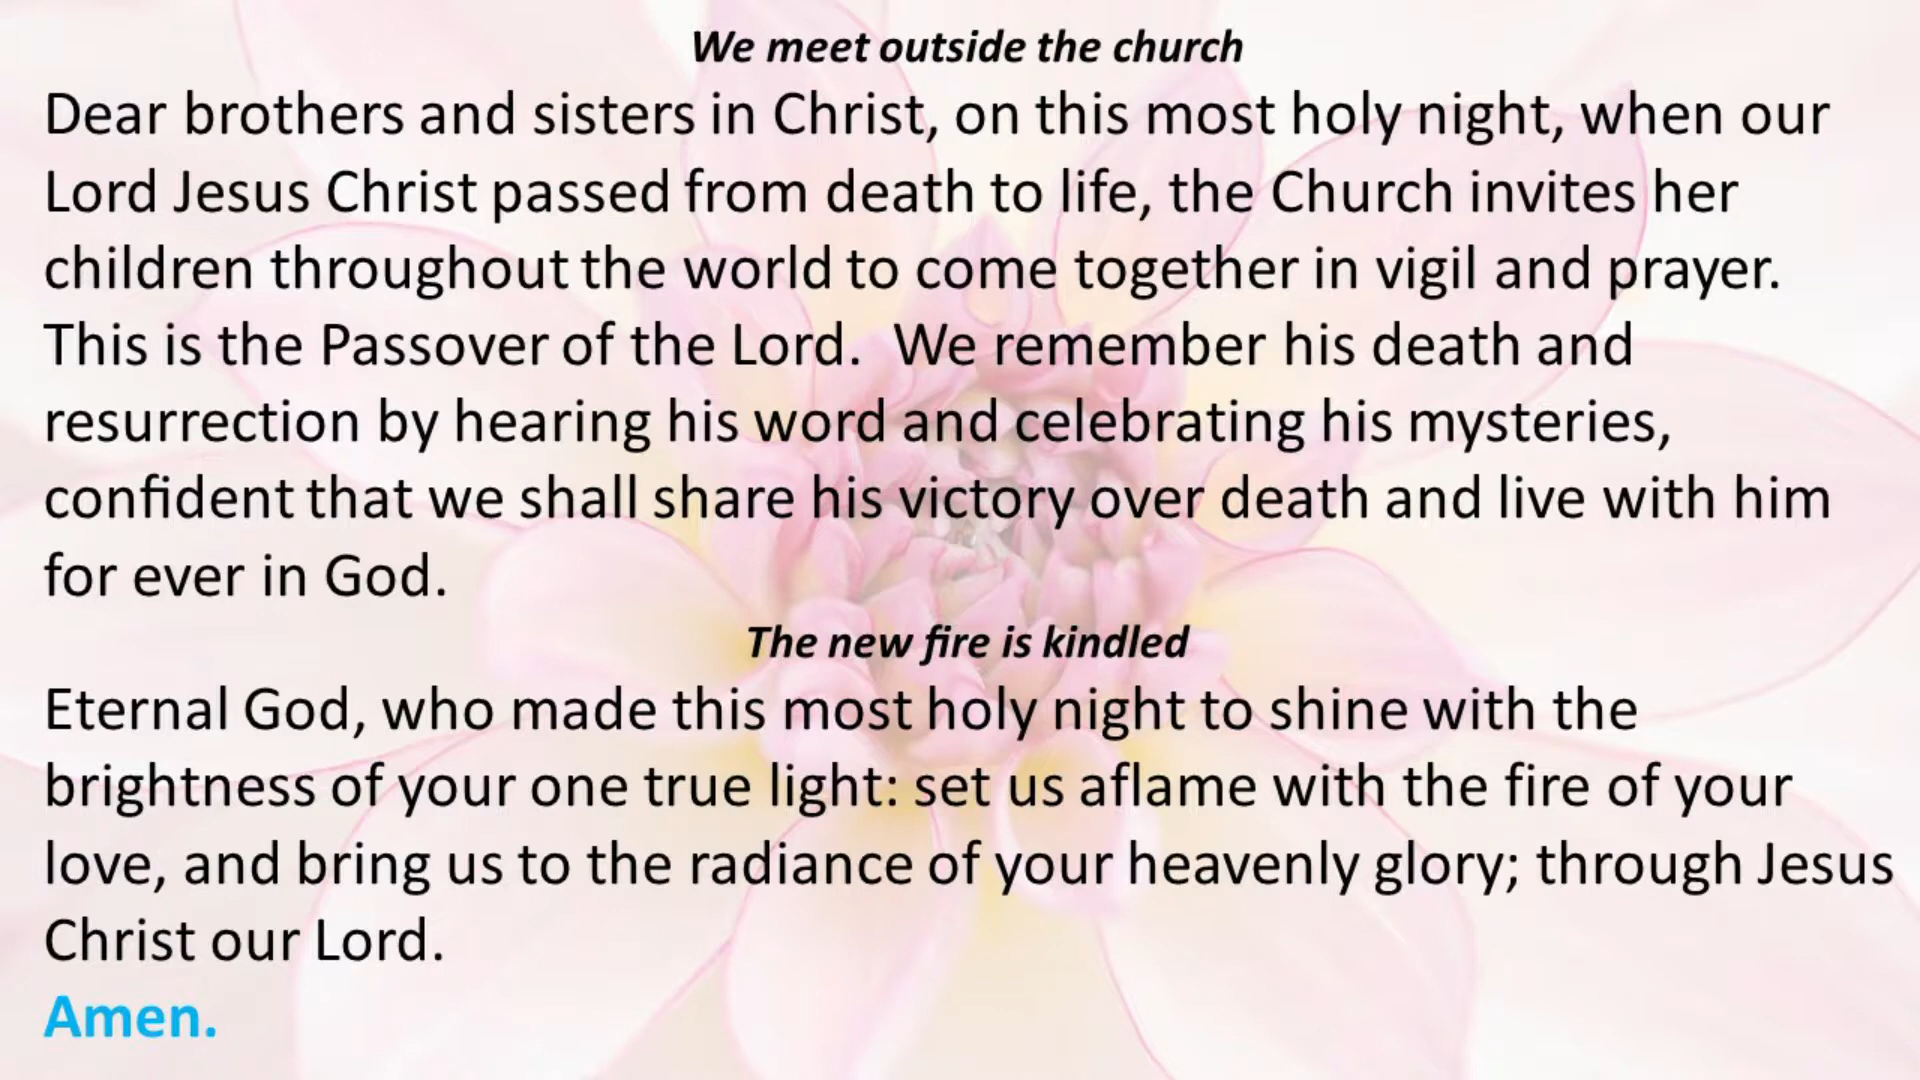 We meet outside the church
Dear brothers and sisters in Christ, on this most holy night, when our
Lord Jesus Christ passed from death to life, the Church invites her
children throughout the world to come together in vigil and prayer.
This is the Passover of the Lord.  We remember his death and
resurrection by hearing his word and celebrating his mysteries,
confident that we shall share his victory over death and live with him
for ever in God.
The new fire is kindled
Eternal God, who made this most holy night to shine with the
brightness of your one true light: set us aflame with the fire of your
love, and bring us to the radiance of your heavenly glory; through Jesus
Christ our Lord.
Amen.